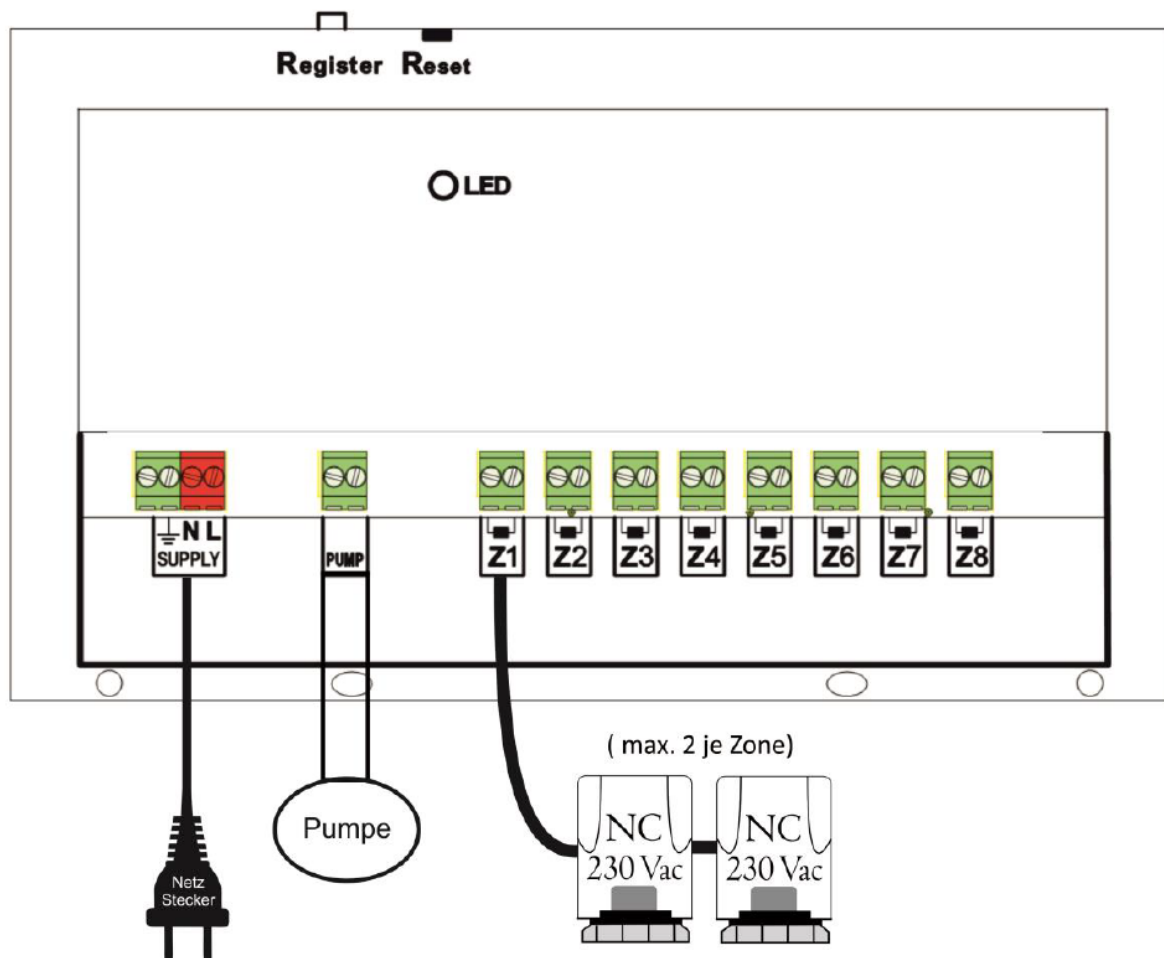 Register Reset
LED
⏚ N L
SUPPLY
PUMP
Z1 Z2 Z3 Z4 Z5 Z6 Z7 Z8
( max. 2 je Zone)
Pumpe
NC
230 Vac
NC
230 Vac
Netz
Stecker